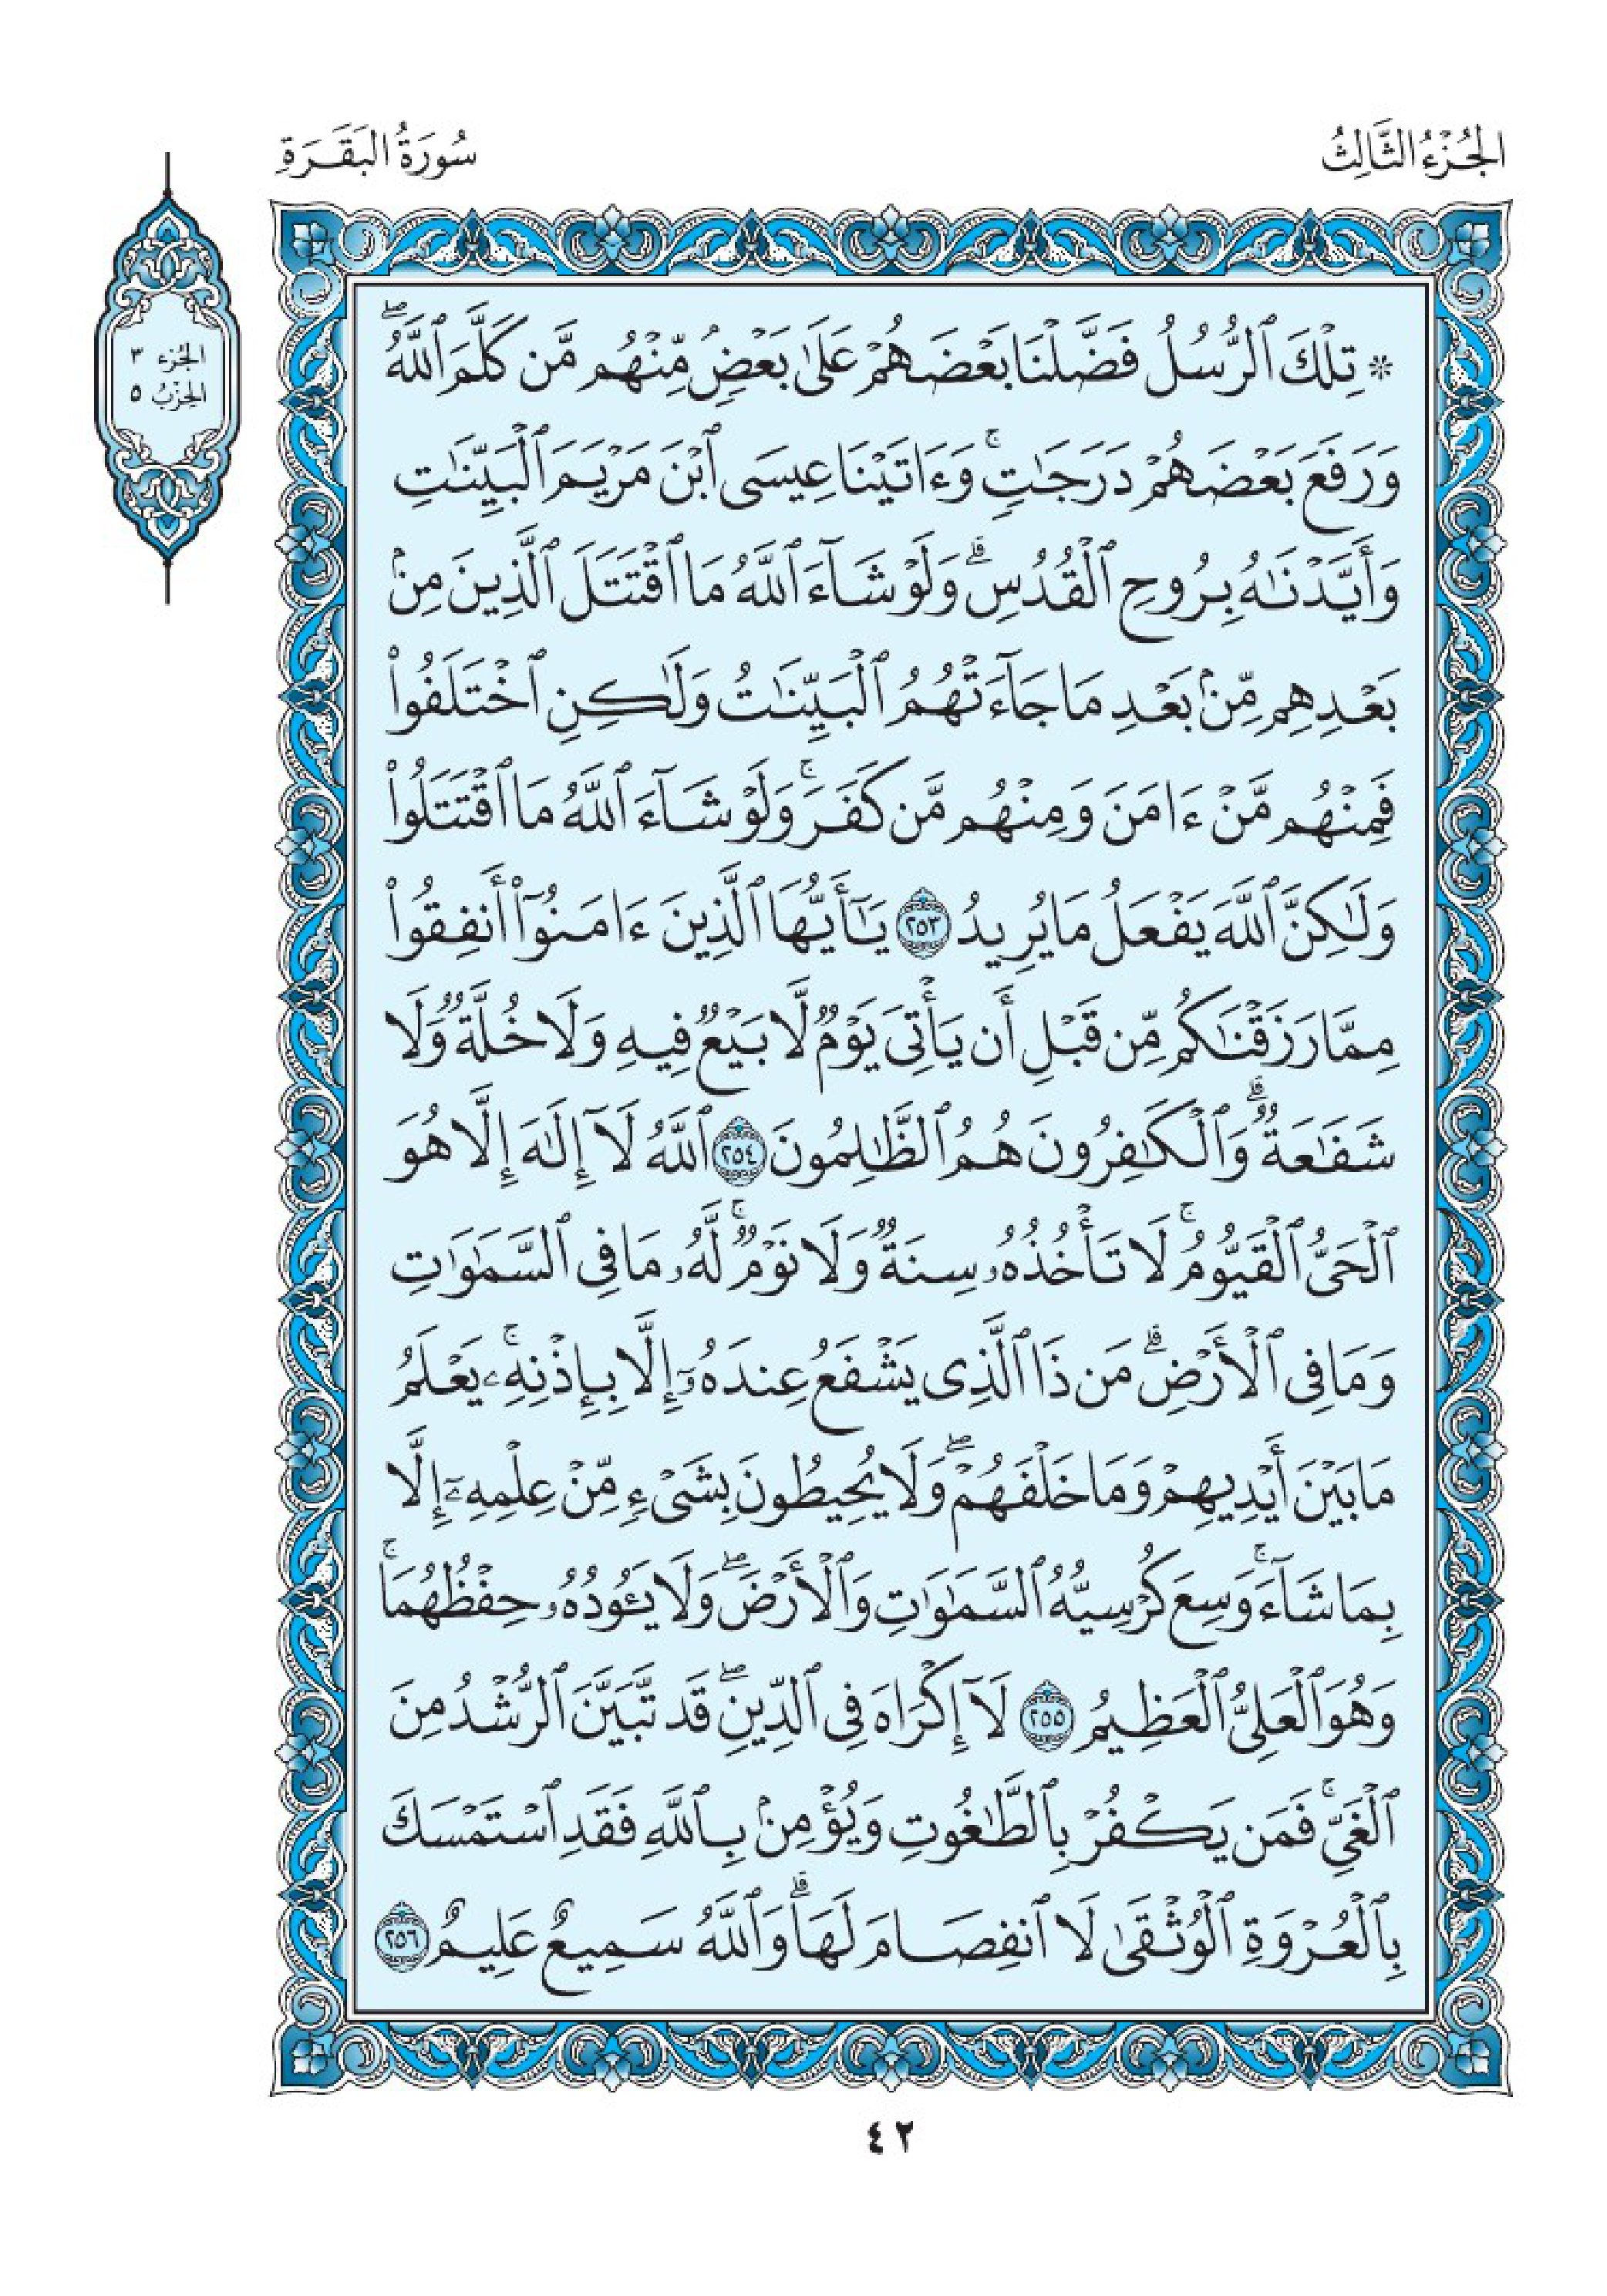 الجُزْءُ الثَّالِثُ
سُورَةُ البَقَرَةِ
الجُزء ٣
الحِزْبُ ٥
۞ تِلْكَ ٱلرُّسُلُ فَضَّلْنَا بَعْضَهُمْ عَلَىٰ بَعْضٍۘ مِّنْهُم مَّن كَلَّمَ ٱللَّهُۖ
وَرَفَعَ بَعْضَهُمْ دَرَجَٰتٍۚ وَءَاتَيْنَا عِيسَى ٱبْنَ مَرْيَمَ ٱلْبَيِّنَٰتِ
وَأَيَّدْنَٰهُ بِرُوحِ ٱلْقُدُسِۗ وَلَوْ شَآءَ ٱللَّهُ مَا ٱقْتَتَلَ ٱلَّذِينَ مِنۢ
بَعْدِهِم مِّنۢ بَعْدِ مَا جَآءَتْهُمُ ٱلْبَيِّنَٰتُ وَلَٰكِنِ ٱخْتَلَفُوا۟
فَمِنْهُم مَّنْ ءَامَنَ وَمِنْهُم مَّن كَفَرَۚ وَلَوْ شَآءَ ٱللَّهُ مَا ٱقْتَتَلُوا۟
وَلَٰكِنَّ ٱللَّهَ يَفْعَلُ مَا يُرِيدُ ٢٥٣ يَٰٓأَيُّهَا ٱلَّذِينَ ءَامَنُوٓا۟ أَنفِقُوا۟
مِمَّا رَزَقْنَٰكُم مِّن قَبْلِ أَن يَأْتِىَ يَوْمٌ لَّا بَيْعٌ فِيهِ وَلَا خُلَّةٌ وَلَا
شَفَٰعَةٌۗ وَٱلْكَٰفِرُونَ هُمُ ٱلظَّٰلِمُونَ ٢٥٤ ٱللَّهُ لَآ إِلَٰهَ إِلَّا هُوَ
ٱلْحَىُّ ٱلْقَيُّومُۚ لَا تَأْخُذُهُۥ سِنَةٌ وَلَا نَوْمٌۚ لَّهُۥ مَا فِى ٱلسَّمَٰوَٰتِ
وَمَا فِى ٱلْأَرْضِۗ مَن ذَا ٱلَّذِى يَشْفَعُ عِندَهُۥٓ إِلَّا بِإِذْنِهِۦۚ يَعْلَمُ
مَا بَيْنَ أَيْدِيهِمْ وَمَا خَلْفَهُمْۖ وَلَا يُحِيطُونَ بِشَىْءٍ مِّنْ عِلْمِهِۦٓ إِلَّا
بِمَا شَآءَۚ وَسِعَ كُرْسِيُّهُ ٱلسَّمَٰوَٰتِ وَٱلْأَرْضَۖ وَلَا يَـُٔودُهُۥ حِفْظُهُمَاۚ
وَهُوَ ٱلْعَلِىُّ ٱلْعَظِيمُ ٢٥٥ لَآ إِكْرَاهَ فِى ٱلدِّينِۖ قَد تَّبَيَّنَ ٱلرُّشْدُ مِنَ
ٱلْغَىِّۚ فَمَن يَكْفُرْ بِٱلطَّٰغُوتِ وَيُؤْمِنۢ بِٱللَّهِ فَقَدِ ٱسْتَمْسَكَ
بِٱلْعُرْوَةِ ٱلْوُثْقَىٰ لَا ٱنفِصَامَ لَهَاۗ وَٱللَّهُ سَمِيعٌ عَلِيمٌ ٢٥٦
٤٢